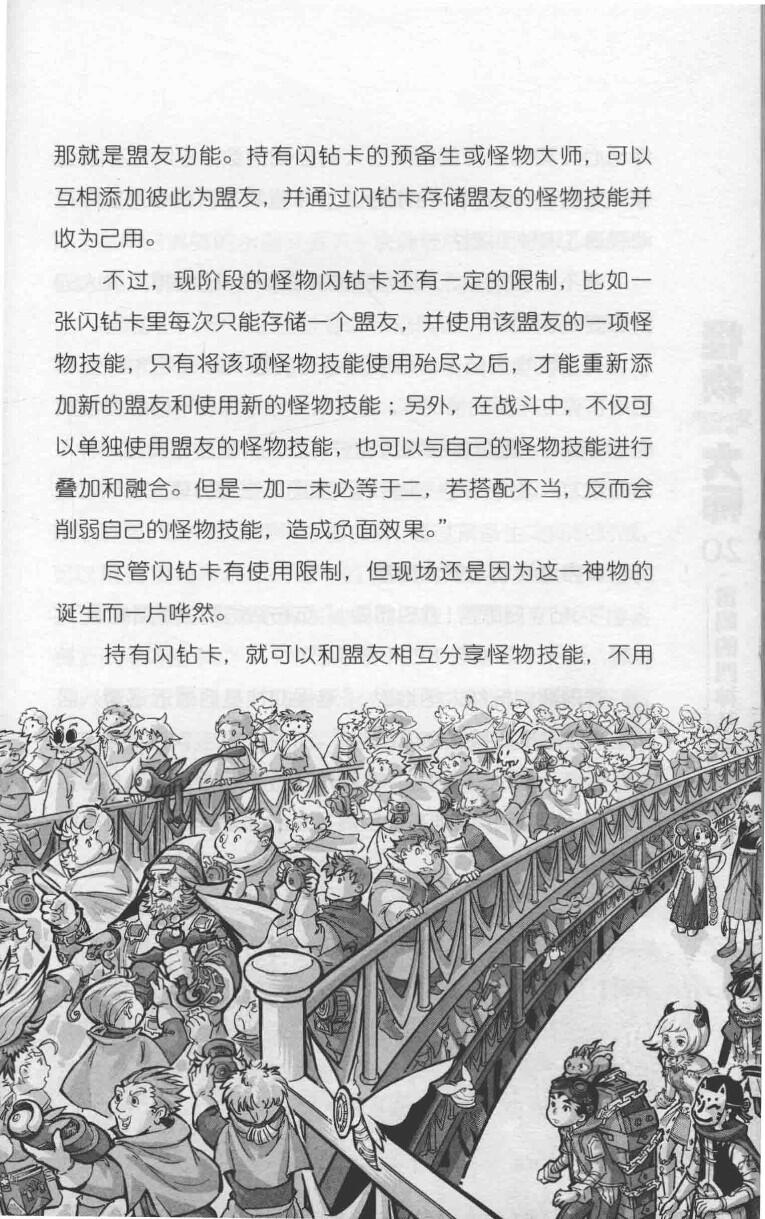 那就是盟友功能。持有闪钻卡的预备生或怪物大师，可以
互相添加彼此为盟友，并通过闪钻卡存储盟友的怪物技能并
收为己用。
不过，现阶段的怪物闪钻卡还有一定的限制，比如一
张闪钻卡里每次只能存储一个盟友，并使用该盟友的一项怪
物技能，只有将该项怪物技能使用殆尽之后，才能重新添
加新的盟友和使用新的怪物技能；另外，在战斗中，不仅可
以单独使用盟友的怪物技能，也可以与自己的怪物技能进行
叠加和融合。但是一加一未必等于二，若搭配不当，反而会
削弱自己的怪物技能，造成负面效果。”
尽管闪钻卡有使用限制，但现场还是因为这一神物的
诞生而一片哗然。
持有闪钻卡，就可以和盟友相互分享怪物技能，不用